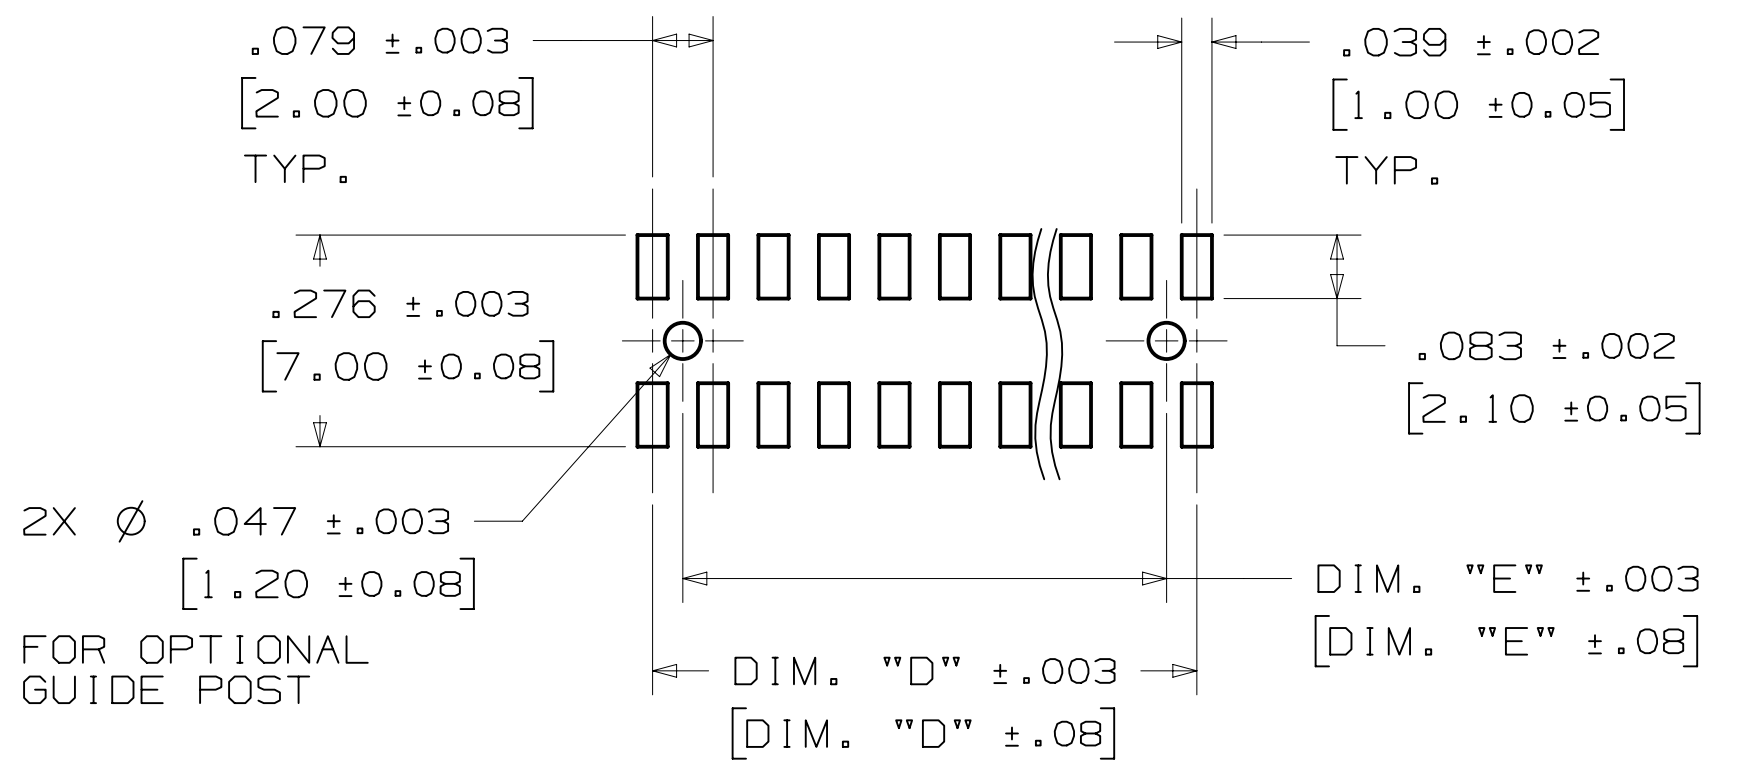 .079 ±.003
[2.00 ±0.08]
TYP.
.039 ±.002
[1.00 ±0.05]
TYP.
.276 ±.003
[7.00 ±0.08]
.083 ±.002
[2.10 ±0.05]
2X Ø .047 ±.003
[1.20 ±0.08]
FOR OPTIONAL
GUIDE POST
DIM. "E" ±.003
[DIM. "E" ±.08]
DIM. "D" ±.003
[DIM. "D" ±.08]